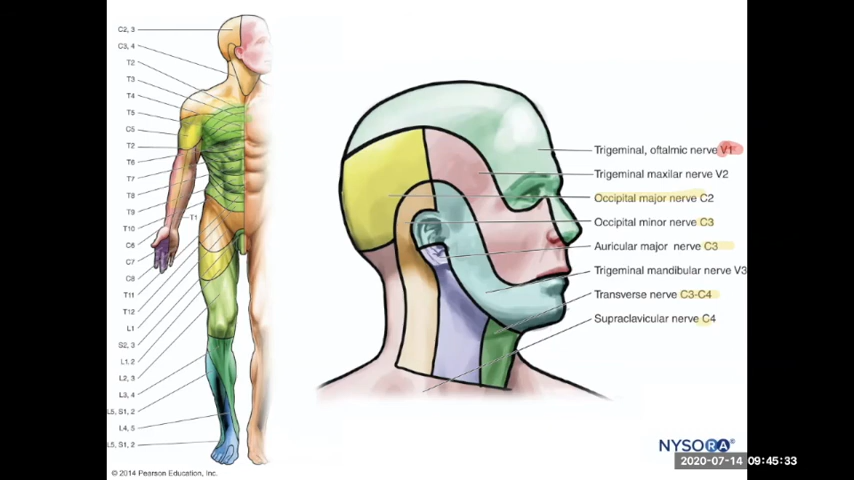 C2, 3
C3, 4
T2
T3
T4
T5
C5
T2
T6
T7
T8
T9
T10
T1
C6
C7
C8
T11
T12
L1
S2, 3
L1, 2
L2, 3
L3, 4
L5, S1, 2
L4, 5
L5, S1, 2
© 2014 Pearson Education, Inc.
Trigeminal, oftalmic nerve V1
Trigeminal maxilar nerve V2
Occipital major nerve C2
Occipital minor nerve C3
Auricular major nerve C3
Trigeminal mandibular nerve V3
Transverse nerve C3-C4
Supraclavicular nerve C4
NYSORA®
2020-07-14 09:45:33